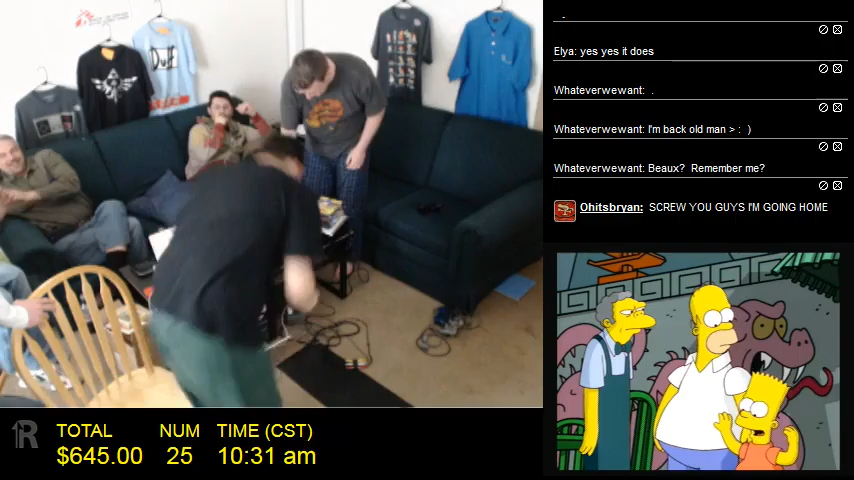 Duff
-
Elya: yes yes it does
Whateverwewant: .
Whateverwewant: I'm back old man > : )
Whateverwewant: Beaux? Remember me?
Ohitsbryan: SCREW YOU GUYS I'M GOING HOME
TOTAL NUM TIME (CST)
$645.00 25 10:31 am